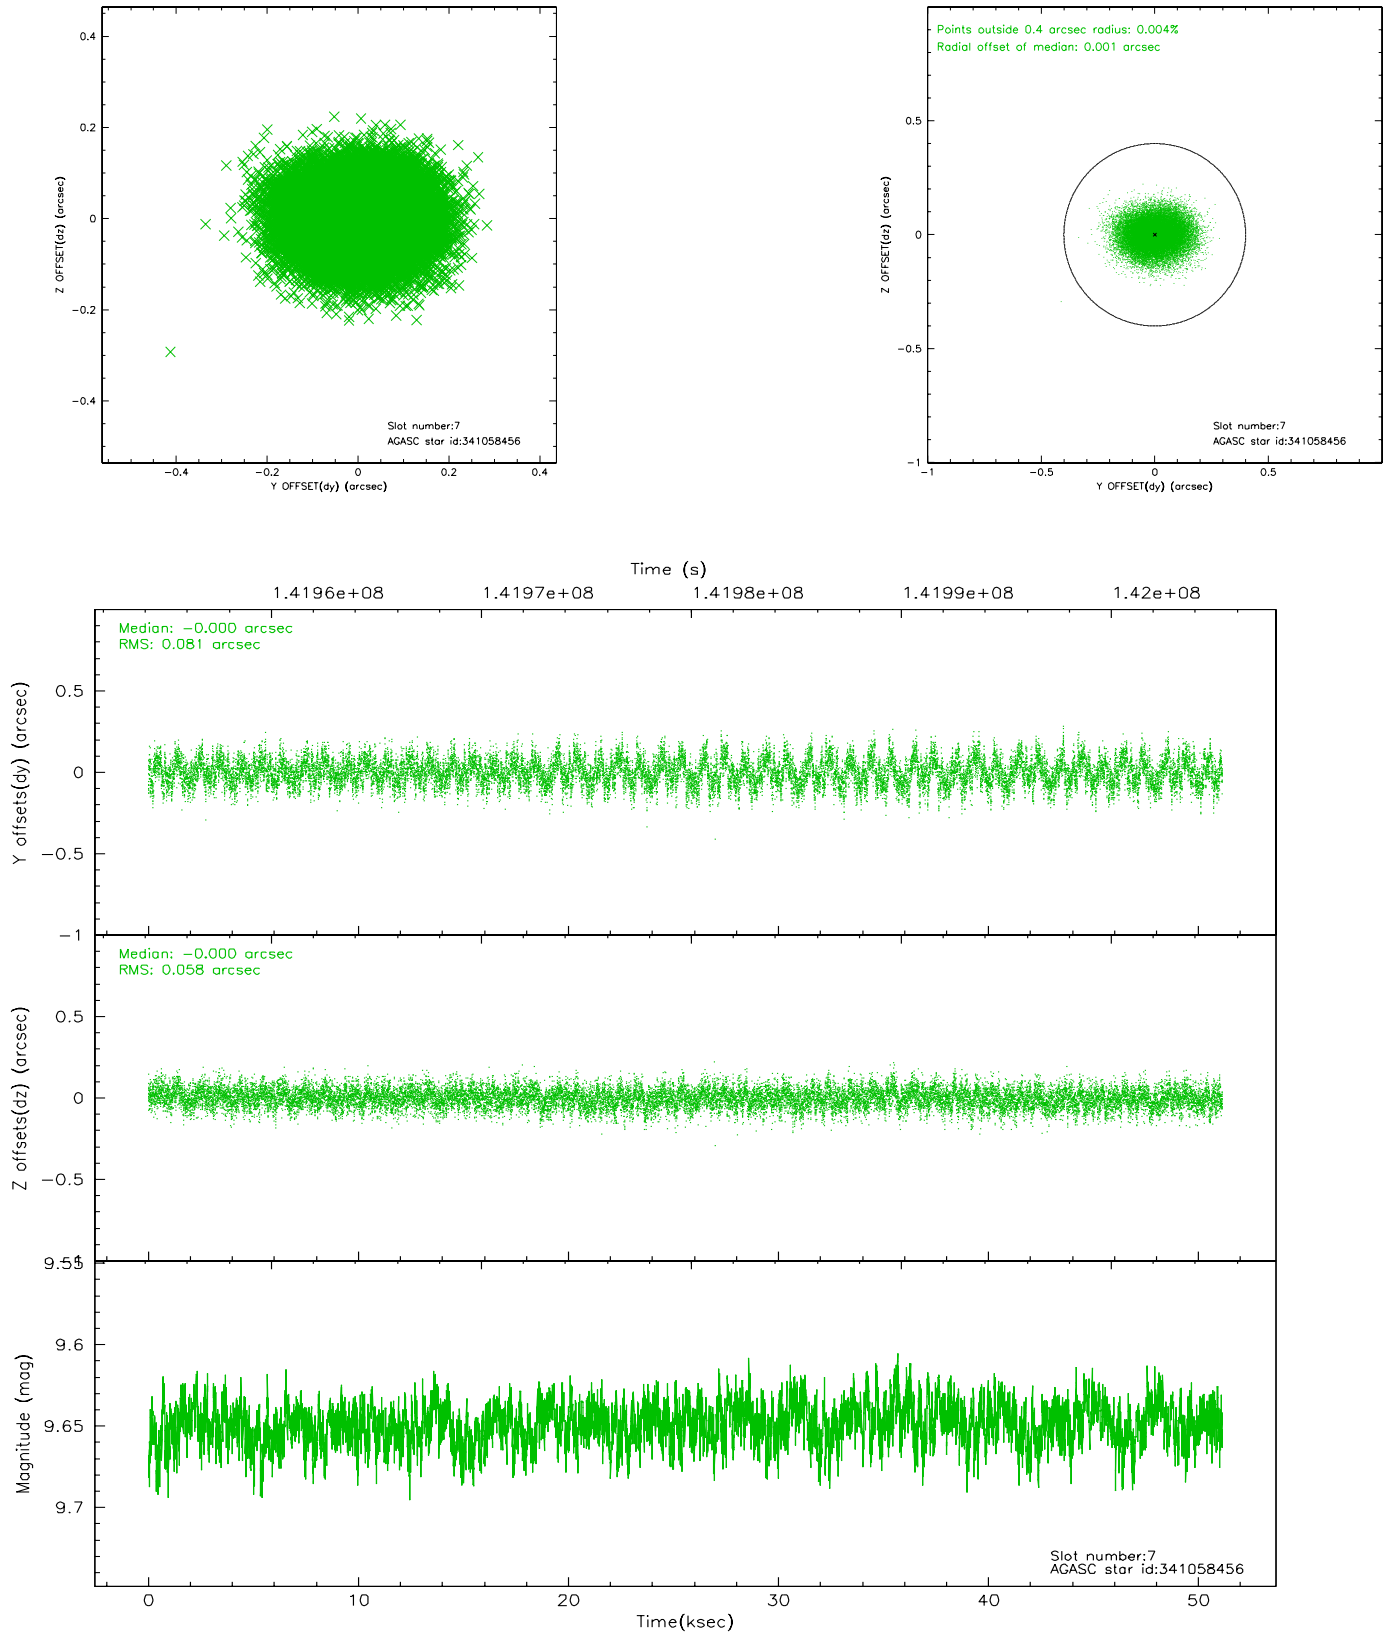 0.4
0.2
0
−0.2
−0.4
Z OFFSET(dz) (arcsec)
Slot number:7
AGASC star id:341058456
−0.4 −0.2 0 0.2 0.4
Y OFFSET(dy) (arcsec)
Points outside 0.4 arcsec radius: 0.004%
Radial offset of median: 0.001 arcsec
0.5
0
−0.5
−1
Z OFFSET(dz) (arcsec)
Slot number:7
AGASC star id:341058456
−1 −0.5 0 0.5
Y OFFSET(dy) (arcsec)
Time (s)
1.4196e+08 1.4197e+08 1.4198e+08 1.4199e+08 1.42e+08
Median: −0.000 arcsec
RMS: 0.081 arcsec
0.5
0
−0.5
−1
Y offsets(dy) (arcsec)
Median: −0.000 arcsec
RMS: 0.058 arcsec
0.5
0
−0.5
Z offsets(dz) (arcsec)
9.55
9.6
9.65
9.7
Magnitude (mag)
Slot number:7
AGASC star id:341058456
0 10 20 30 40 50
Time(ksec)